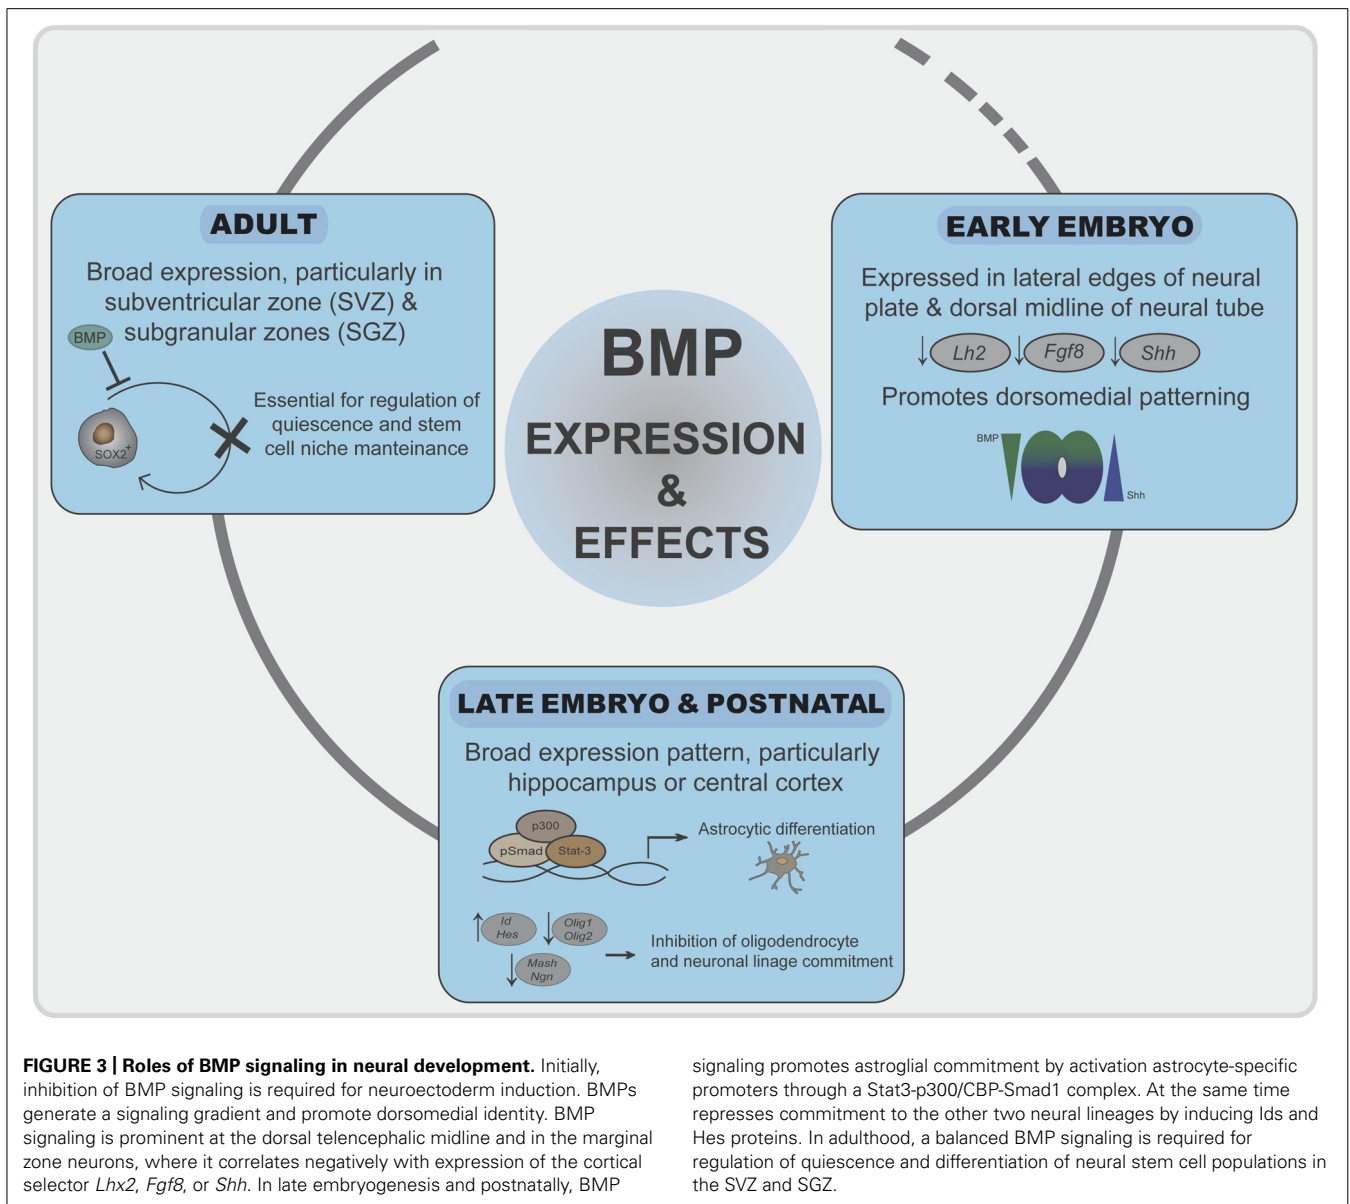 ADULT
Broad expression, particularly in
subventricular zone (SVZ) &
subgranular zones (SGZ)
BMP
Essential for regulation of
quiescence and stem
cell niche manteinance
SOX2+
EARLY EMBRYO
Expressed in lateral edges of neural
plate & dorsal midline of neural tube
Lh2
Fgf8
Shh
Promotes dorsomedial patterning
BMP
Shh
BMP
EXPRESSION
&
EFFECTS
LATE EMBRYO & POSTNATAL
Broad expression pattern, particularly
hippocampus or central cortex
p300
pSmad
Stat-3
Astrocytic differentiation
Id
Hes
Olig1
Olig2
Mash
Ngn
Inhibition of oligodendrocyte
and neuronal linage commitment
FIGURE 3 | Roles of BMP signaling in neural development. Initially,
inhibition of BMP signaling is required for neuroectoderm induction. BMPs
generate a signaling gradient and promote dorsomedial identity. BMP
signaling is prominent at the dorsal telencephalic midline and in the marginal
zone neurons, where it correlates negatively with expression of the cortical
selector Lhx2, Fgf8, or Shh. In late embryogenesis and postnatally, BMP
signaling promotes astroglial commitment by activation astrocyte-specific
promoters through a Stat3-p300/CBP-Smad1 complex. At the same time
represses commitment to the other two neural lineages by inducing Ids and
Hes proteins. In adulthood, a balanced BMP signaling is required for
regulation of quiescence and differentiation of neural stem cell populations in
the SVZ and SGZ.